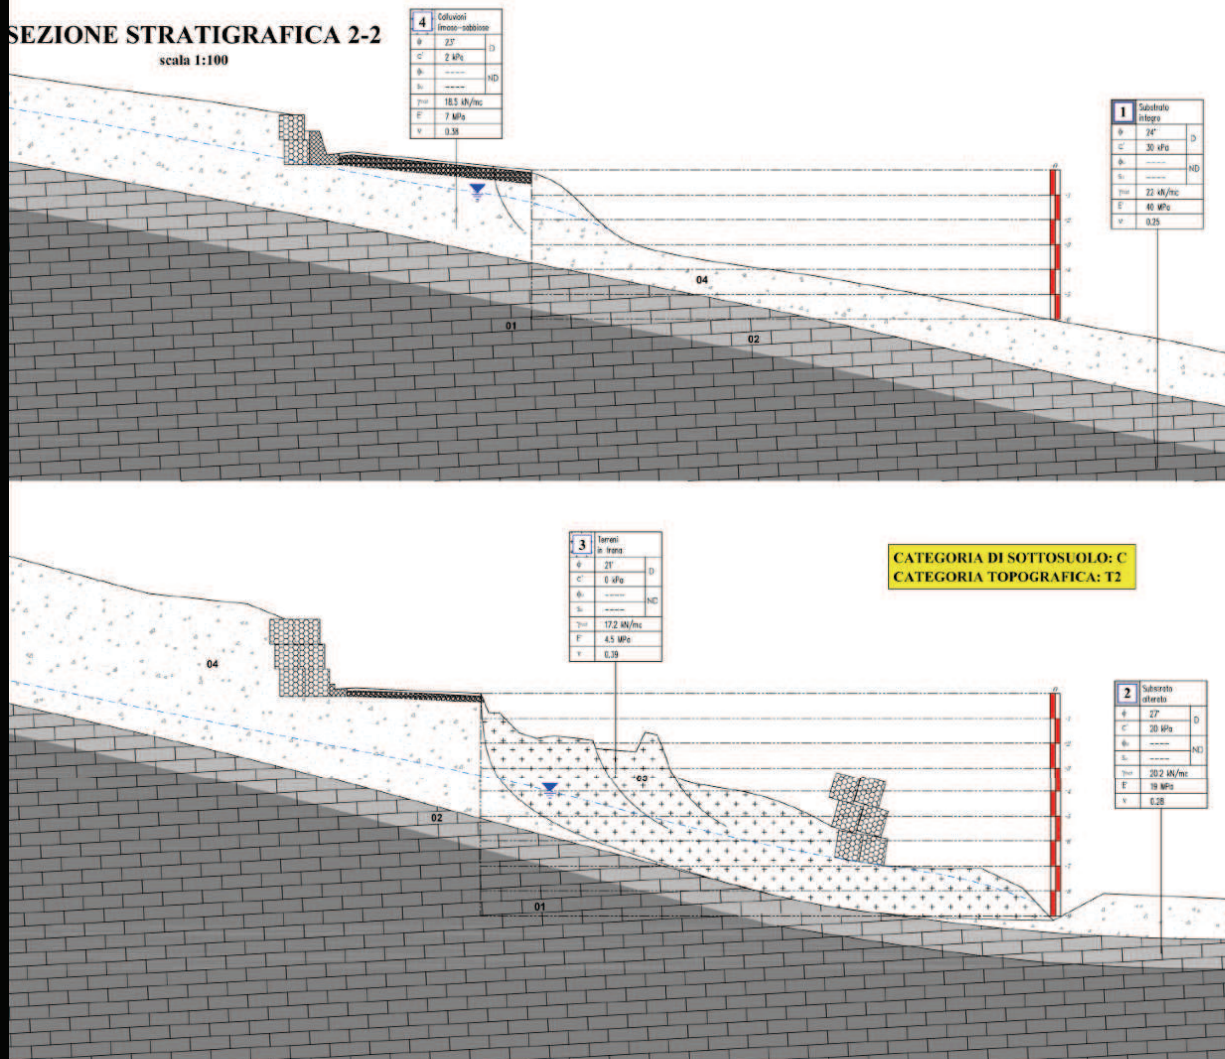 SEZIONE STRATIGRAFICA 2-2
scala 1:100
4 Colluvioni
limoso-sabbiose
ϕ' 23° D
c' 2 kPa
---- ND
----
18.5 kN/mc
E' 7 MPa
ν 0.38
1 Substrato
integro
ϕ' 24° D
c' 30 kPa
---- ND
----
22 kN/mc
E' 40 MPa
ν 0.25
04
01
02
3 Terreni
in frana
ϕ' 21° D
c' 0 kPa
---- ND
----
17.2 kN/mc
E' 4.5 MPa
ν 0.39
CATEGORIA DI SOTTOSUOLO: C
CATEGORIA TOPOGRAFICA: T2
2 Substrato
alterato
ϕ' 27° D
c' 20 kPa
---- ND
----
20.2 kN/mc
E' 19 MPa
ν 0.28
04
03
02
01